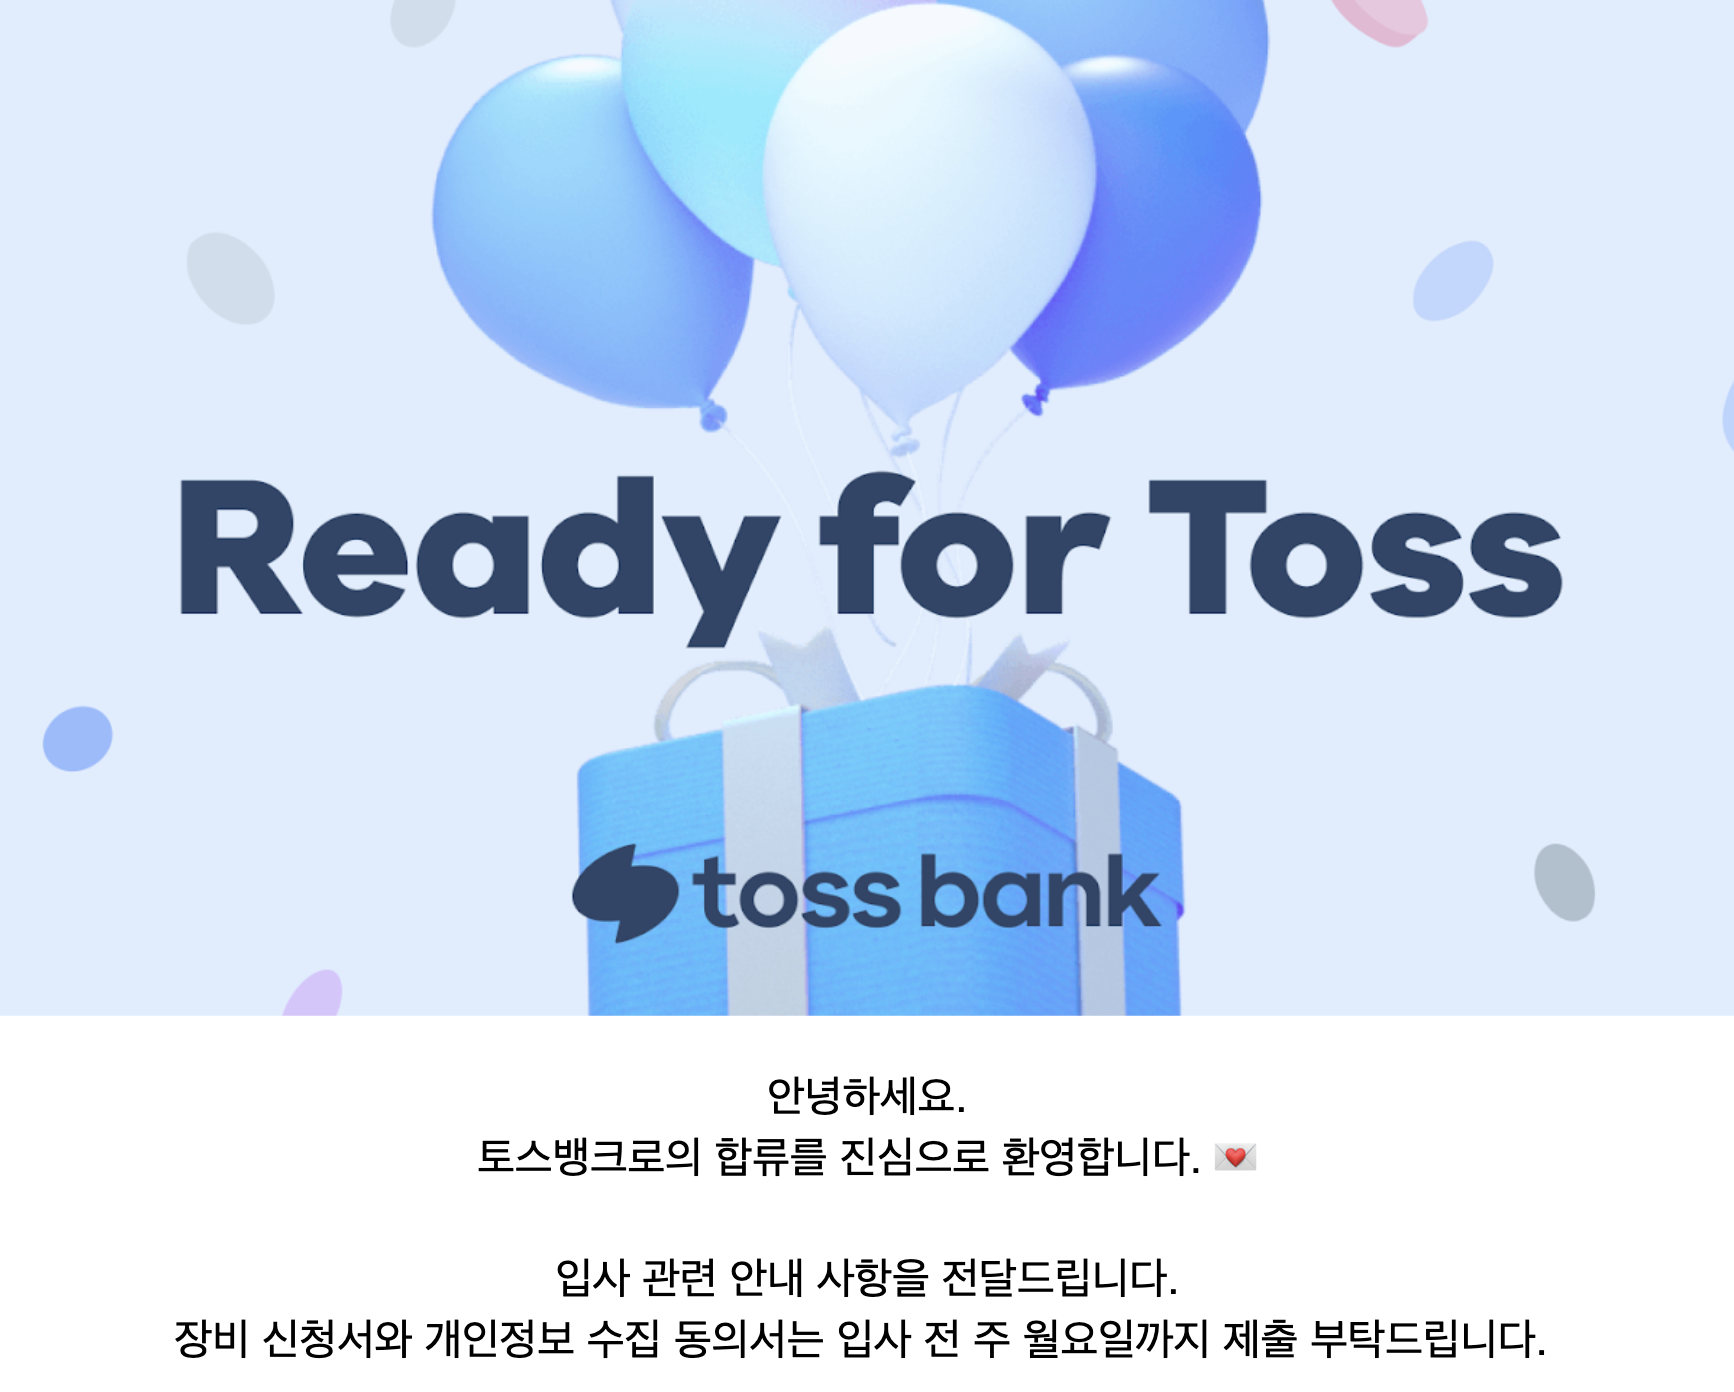 Ready for Toss
toss bank
안녕하세요.
토스뱅크로의 합류를 진심으로 환영합니다. 💌
입사 관련 안내 사항을 전달드립니다.
장비 신청서와 개인정보 수집 동의서는 입사 전 주 월요일까지 제출 부탁드립니다.